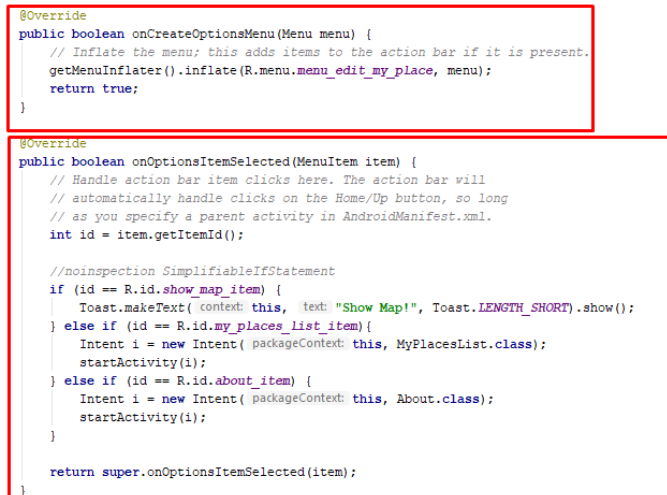 @Override
public boolean onCreateOptionsMenu(Menu menu) {
    // Inflate the menu; this adds items to the action bar if it is present.
    getMenuInflater().inflate(R.menu.menu_edit_my_place, menu);
    return true;
}
@Override
public boolean onOptionsItemSelected(MenuItem item) {
    // Handle action bar item clicks here. The action bar will
    // automatically handle clicks on the Home/Up button, so long
    // as you specify a parent activity in AndroidManifest.xml.
    int id = item.getItemId();
    //noinspection SimplifiableIfStatement
    if (id == R.id.show_map_item) {
        Toast.makeText( context: this, text: "Show Map!", Toast.LENGTH_SHORT).show();
    } else if (id == R.id.my_places_list_item){
        Intent i = new Intent( packageContext: this, MyPlacesList.class);
        startActivity(i);
    } else if (id == R.id.about_item) {
        Intent i = new Intent( packageContext: this, About.class);
        startActivity(i);
    }
    return super.onOptionsItemSelected(item);
}